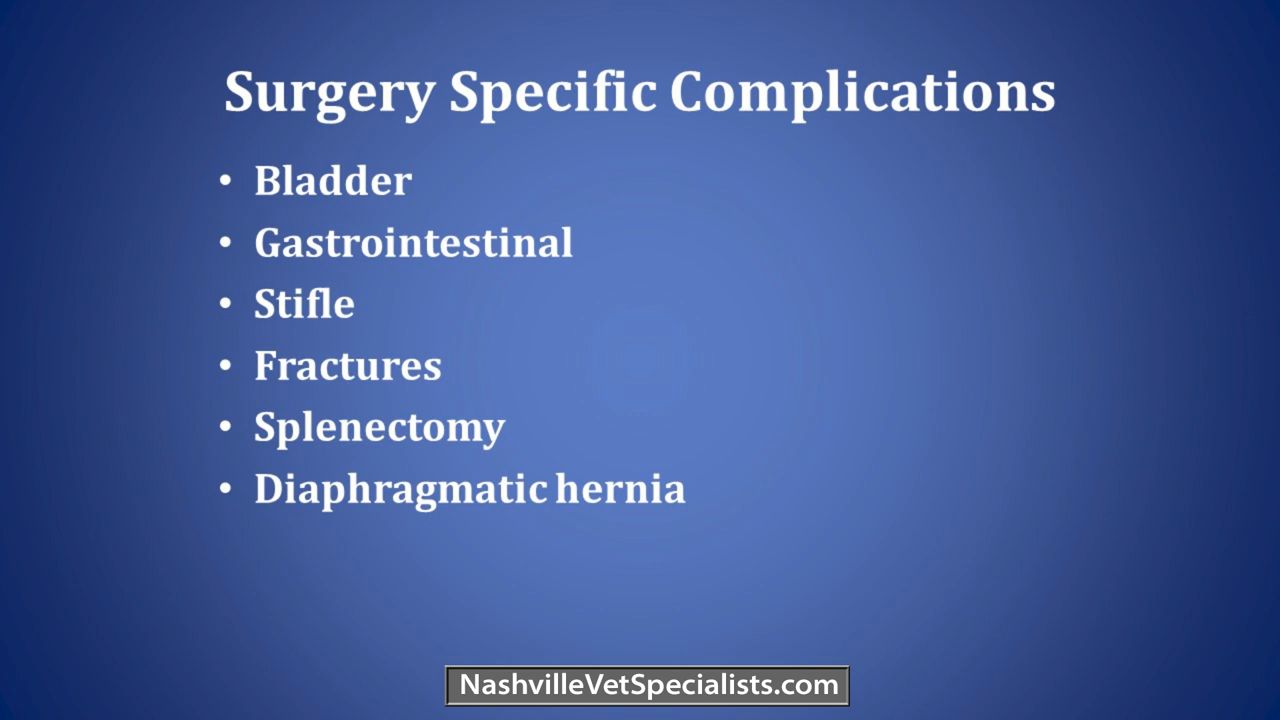 Surgery Specific Complications
• Bladder
• Gastrointestinal
• Stifle
• Fractures
• Splenectomy
• Diaphragmatic hernia
NashvilleVetSpecialists.com